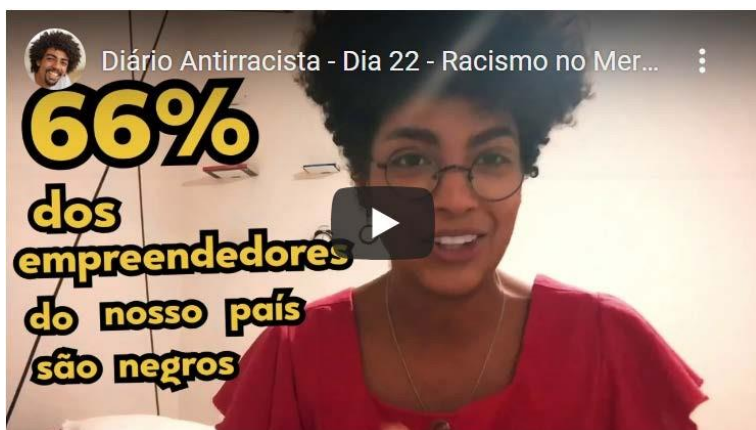 Diário Antirracista - Dia 22 - Racismo no Mer...
66%
dos
empreendedores
do nosso país
são negros